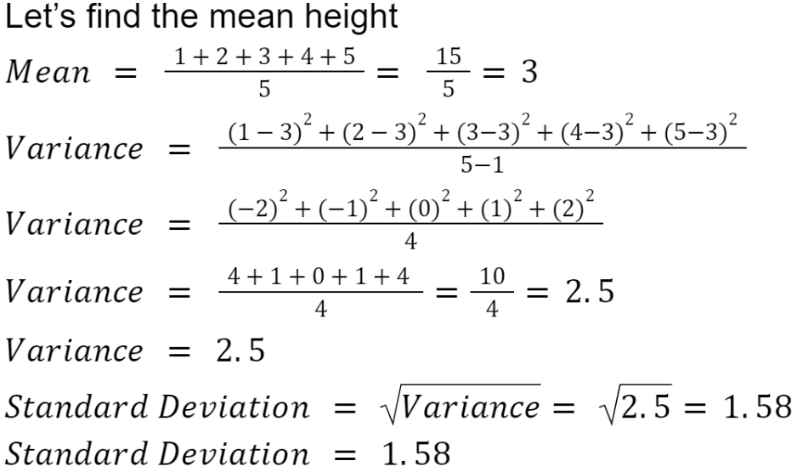 Let's find the mean height
Mean = (1 + 2 + 3 + 4 + 5)/5 = 15/5 = 3
Variance = ((1 − 3)² + (2 − 3)² + (3−3)² + (4−3)² + (5−3)²)/(5−1)
Variance = ((−2)² + (−1)² + (0)² + (1)² + (2)²)/4
Variance = (4 + 1 + 0 + 1 + 4)/4 = 10/4 = 2.5
Variance = 2.5
Standard Deviation = √Variance = √2.5 = 1.58
Standard Deviation = 1.58